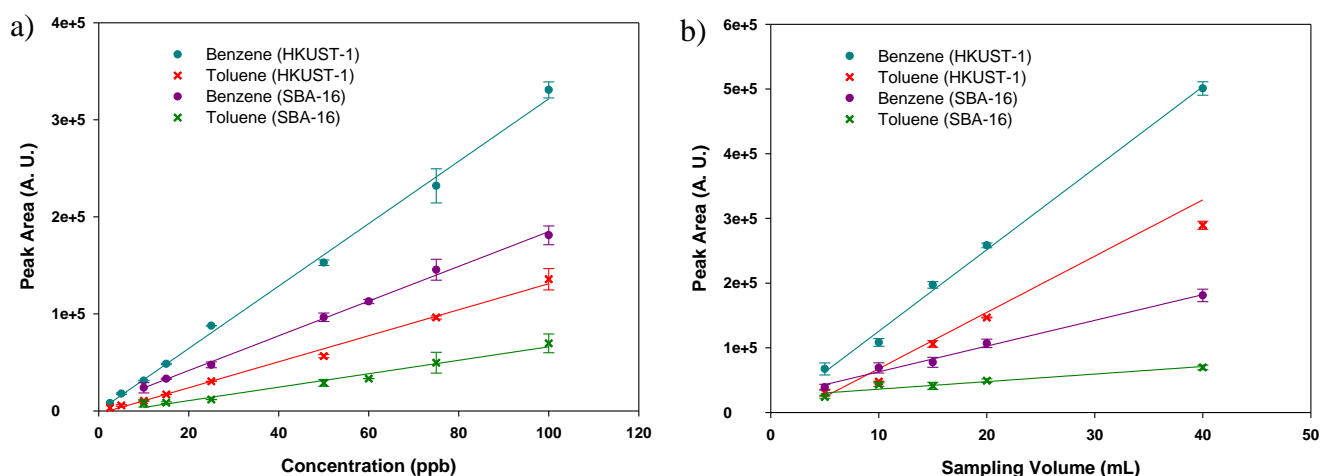 a)
Benzene (HKUST-1)
Toluene (HKUST-1)
Benzene (SBA-16)
Toluene (SBA-16)
Peak Area (A. U.)
4e+5
3e+5
2e+5
1e+5
0
0 20 40 60 80 100 120
Concentration (ppb)
b)
Benzene (HKUST-1)
Toluene (HKUST-1)
Benzene (SBA-16)
Toluene (SBA-16)
Peak Area (A. U.)
6e+5
5e+5
4e+5
3e+5
2e+5
1e+5
0
0 10 20 30 40 50
Sampling Volume (mL)